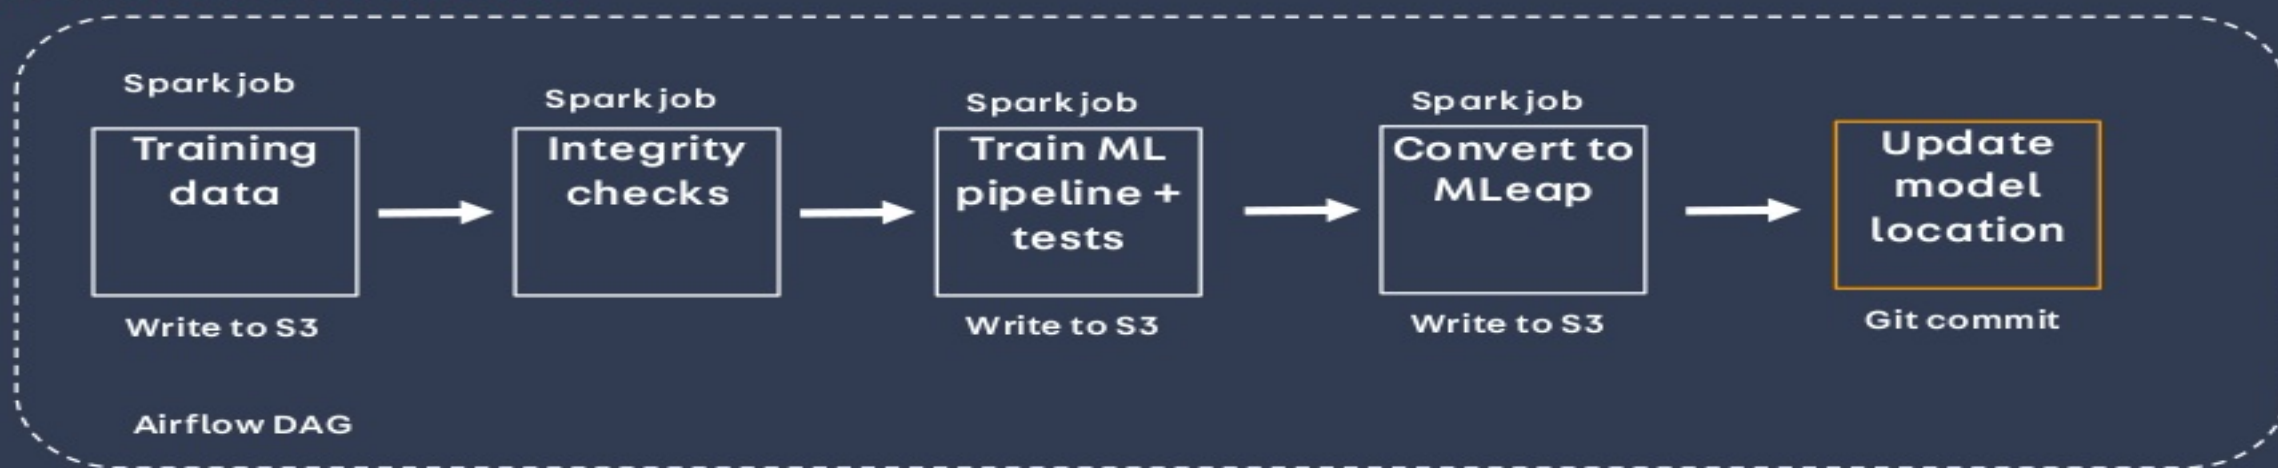 Spark job
Training
data
Write to S3
Spark job
Integrity
checks
Spark job
Train ML
pipeline +
tests
Write to S3
Spark job
Convert to
MLeap
Write to S3
Update
model
location
Git commit
Airflow DAG